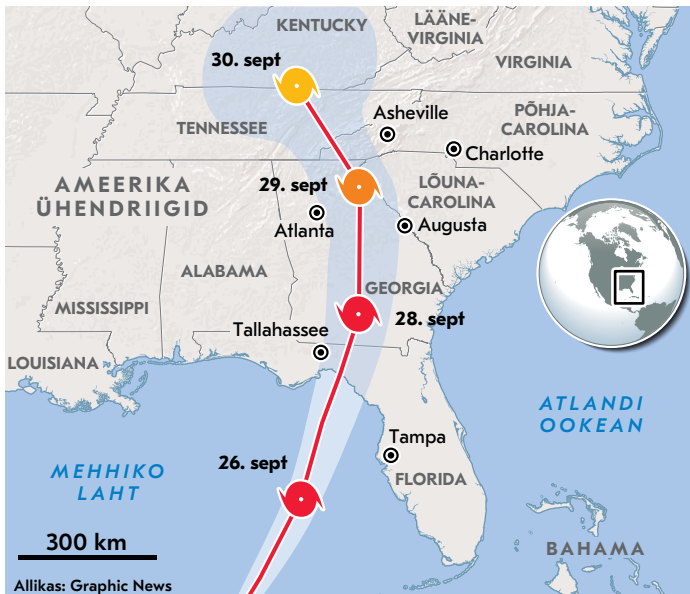 KENTUCKY
LÄÄNE-
VIRGINIA
VIRGINIA
30. sept
TENNESSEE
Asheville
PÕHJA-
CAROLINA
Charlotte
AMEERIKA
ÜHENDRIIGID
29. sept
LÕUNA-
CAROLINA
Atlanta
Augusta
ALABAMA
GEORGIA
MISSISSIPPI
28. sept
Tallahassee
LOUISIANA
ATLANDI
OOKEAN
Tampa
26. sept
MEHHIKO
LAHT
FLORIDA
300 km
BAHAMA
Allikas: Graphic News